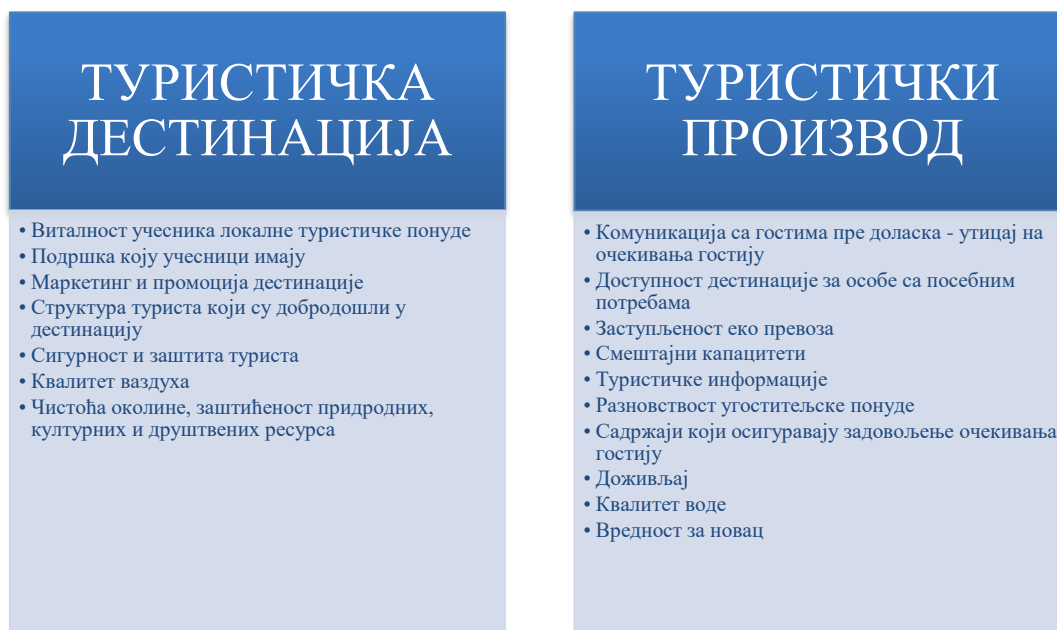 ТУРИСТИЧКА
ДЕСТИНАЦИЈА
• Виталност учесника локалне туристичке понуде
• Подршка коју учесници имају
• Маркетинг и промоција дестинације
• Структура туриста који су добродошли у
дестинацију
• Сигурност и заштита туриста
• Квалитет ваздуха
• Чистоћа околине, заштићеност придродних,
културних и друштвених ресурса
ТУРИСТИЧКИ
ПРОИЗВОД
• Комуникација са гостима пре доласка - утицај на
очекивања гостију
• Доступност дестинације за особе са посебним
потребама
• Заступљеност еко превоза
• Смештајни капацитети
• Туристичке информације
• Разновствост угоститељске понуде
• Садржаји који осигуравају задовољење очекивања
гостију
• Доживљај
• Квалитет воде
• Вредност за новац